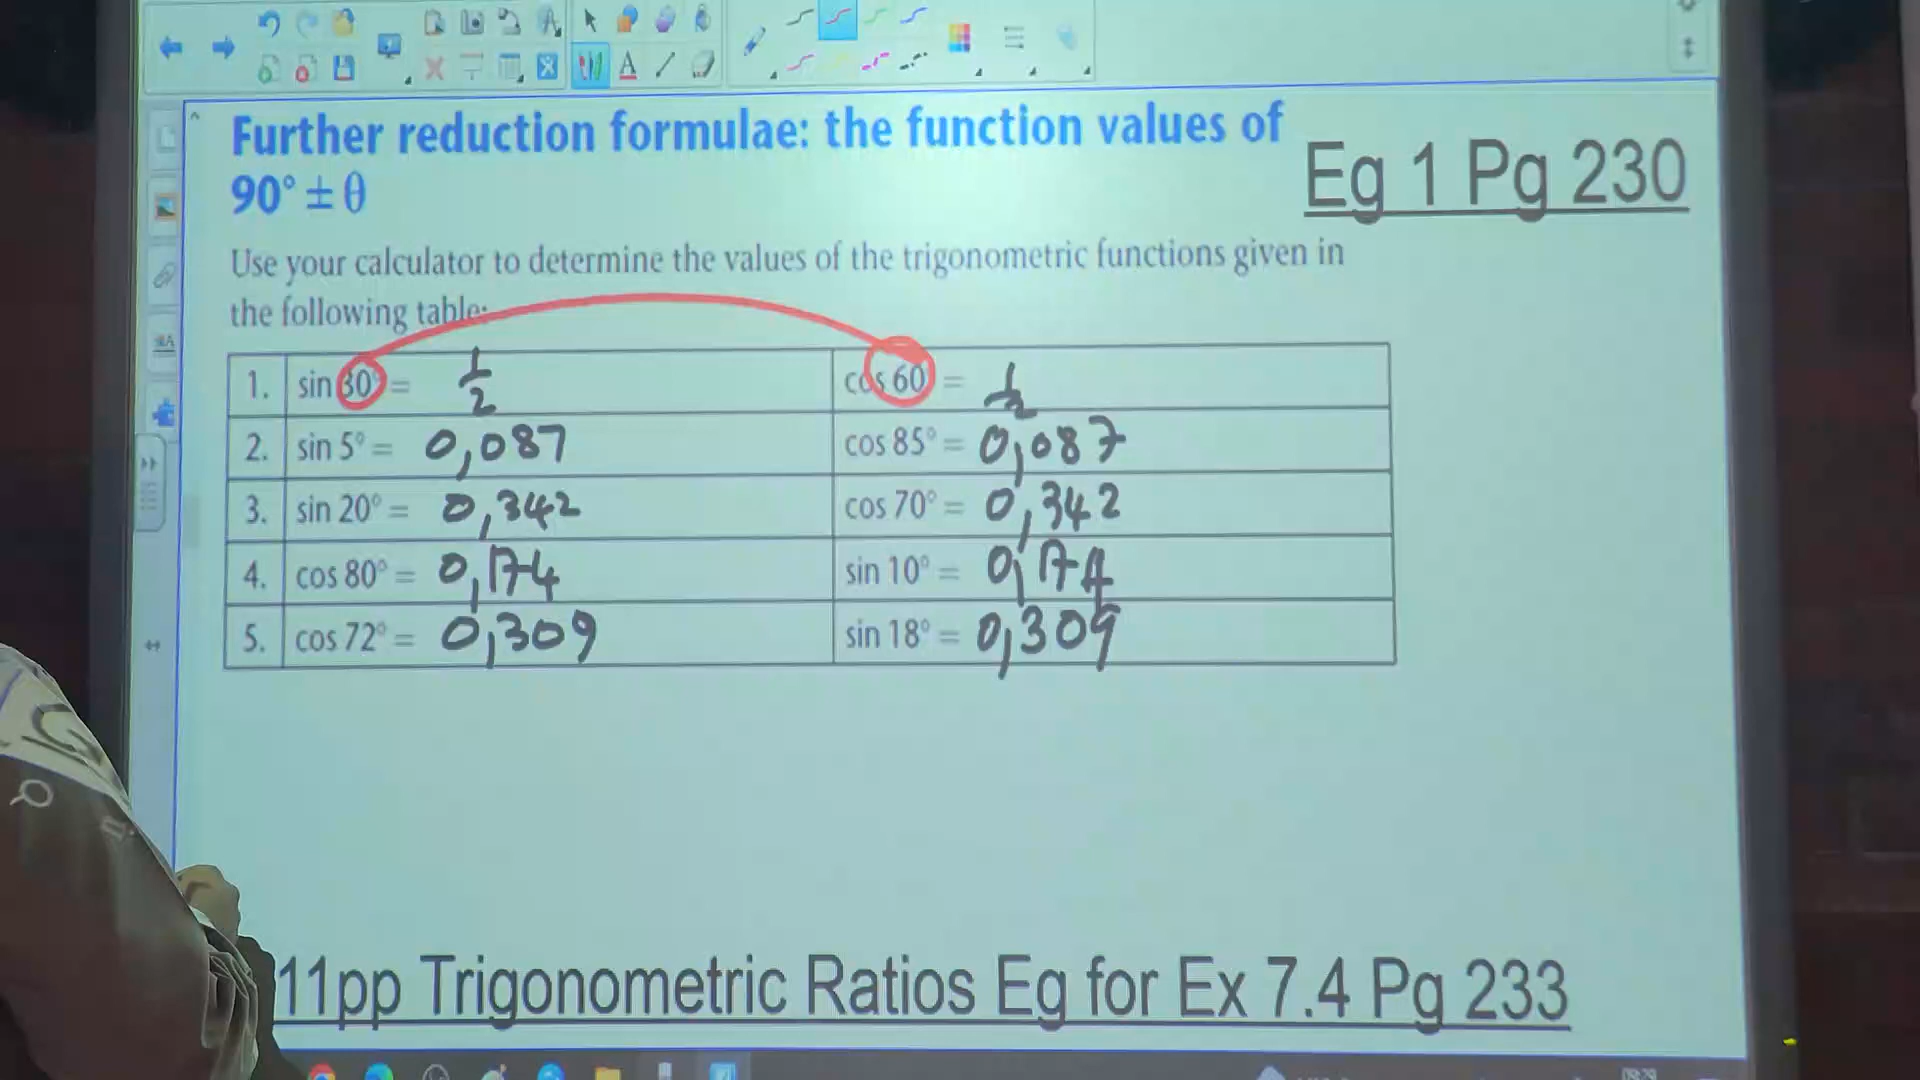 Further reduction formulae: the function values of
90° ± θ
Eg 1 Pg 230
Use your calculator to determine the values of the trigonometric functions given in
the following table:
1. sin 30° = 1/2 cos 60 = 1/2
2. sin 5° = 0,087 cos 85° = 0,087
3. sin 20° = 0,342 cos 70° = 0,342
4. cos 80° = 0,174 sin 10° = 0,174
5. cos 72° = 0,309 sin 18° = 0,309
11pp Trigonometric Ratios Eg for Ex 7.4 Pg 233